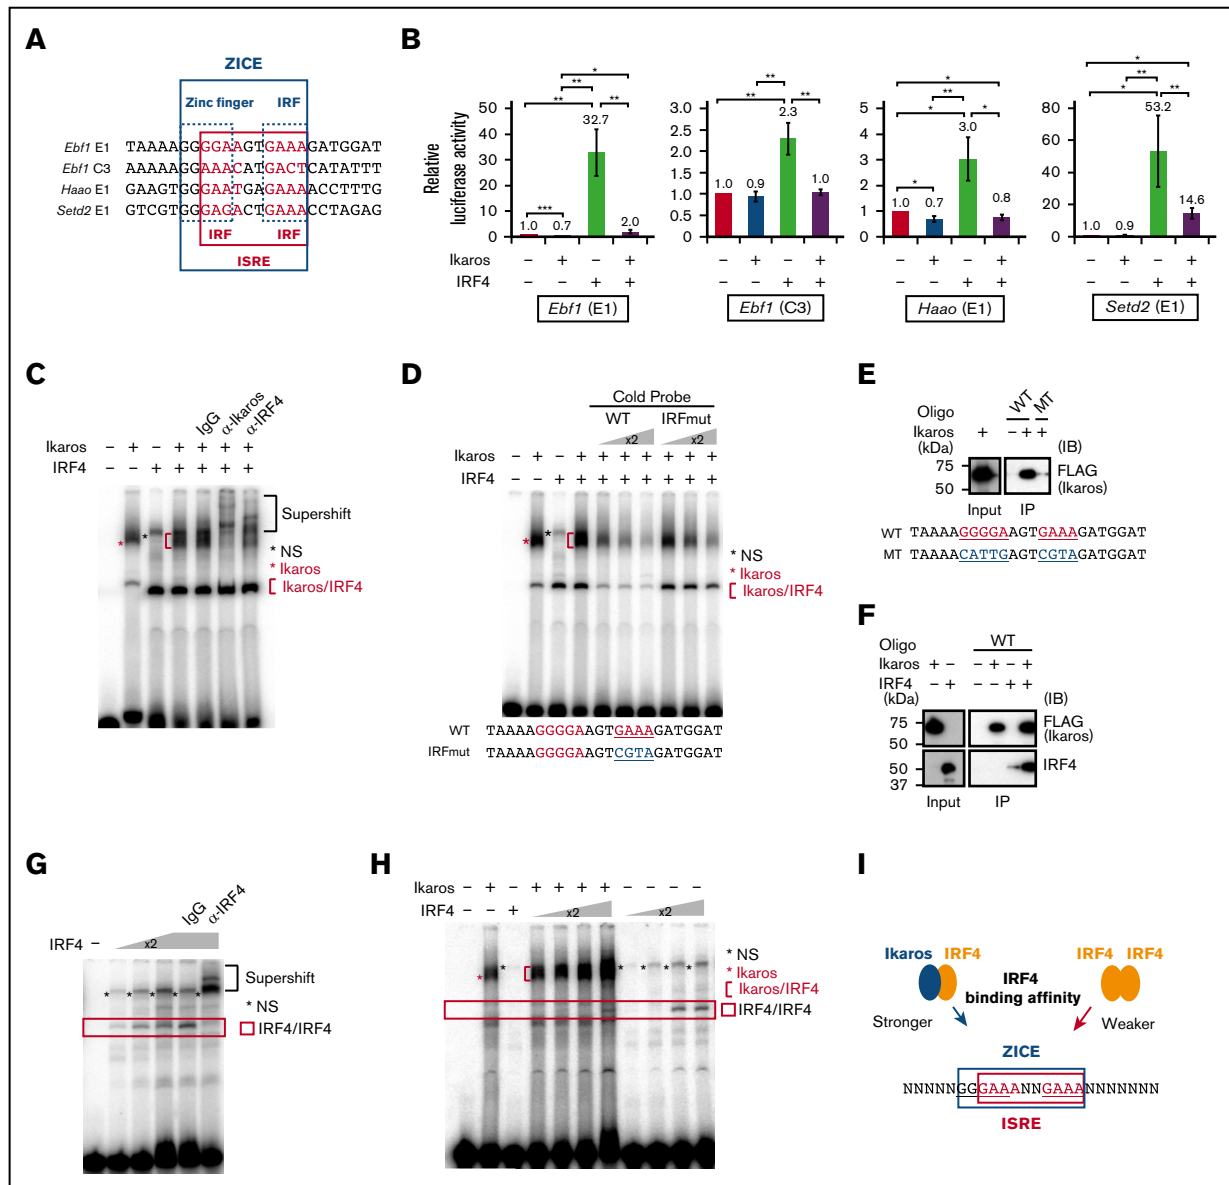 A
ZICE
Zinc finger IRF
Ebf1 E1 TAAAAGGGGAAGTGAAAGATGGAT
Ebf1 C3 AAAAAGGAAACATGACTCATATTT
Haao E1 GAAGTGGGAATGAGAAAACCTTTG
Setd2 E1 GTCGTGGGAGACTGAAACCTAGAG
IRF IRF
ISRE
B
Relative luciferase activity
50 40 30 20 10 0
1.0 0.7 32.7 2.0
*** ** ** * **
3.0 2.5 2.0 1.5 1.0 0.5 0
1.0 0.9 2.3 1.0
** ** **
5 4 3 2 1 0
1.0 0.7 3.0 0.8
* * ** ** *
80 60 40 20 0
1.0 0.9 53.2 14.6
* ** * **
Ikaros − + − + − + − + − + − + − + − +
IRF4 − − + + − − + + − − + + − − + +
Ebf1 (E1)
Ebf1 (C3)
Haao (E1)
Setd2 (E1)
C
IgG α-Ikaros α-IRF4
Ikaros − + − + + + +
IRF4 − − + + + + +
Supershift
* NS
* Ikaros
Ikaros/IRF4
D
Cold Probe
WT IRFmut
x2 x2
Ikaros − + − + + + + + + +
IRF4 − − + + + + + + + +
* NS
* Ikaros
Ikaros/IRF4
WT TAAAAGGGGAAGTGAAAGATGGAT
IRFmut TAAAAGGGGAAGTCGTAGATGGAT
E
Oligo WT MT
Ikaros + − + +
(kDa) (IB)
75
50
FLAG (Ikaros)
Input IP
WT TAAAAGGGGAAGTGAAAGATGGAT
MT TAAAACATTGAGTCGTAGATGGAT
F
Oligo WT
Ikaros + − − + − +
IRF4 − + − − + +
(kDa) (IB)
75
50
FLAG (Ikaros)
50
37
IRF4
Input IP
G
IgG α-IRF4
IRF4 − x2
Supershift
* NS
IRF4/IRF4
H
Ikaros − + − + + + + − − − −
IRF4 − − + x2 x2
* NS
* Ikaros
Ikaros/IRF4
IRF4/IRF4
I
Ikaros IRF4 IRF4 IRF4
IRF4
binding affinity
Stronger Weaker
ZICE
NNNNNGGGAAANNGAAANNNNNNN
ISRE